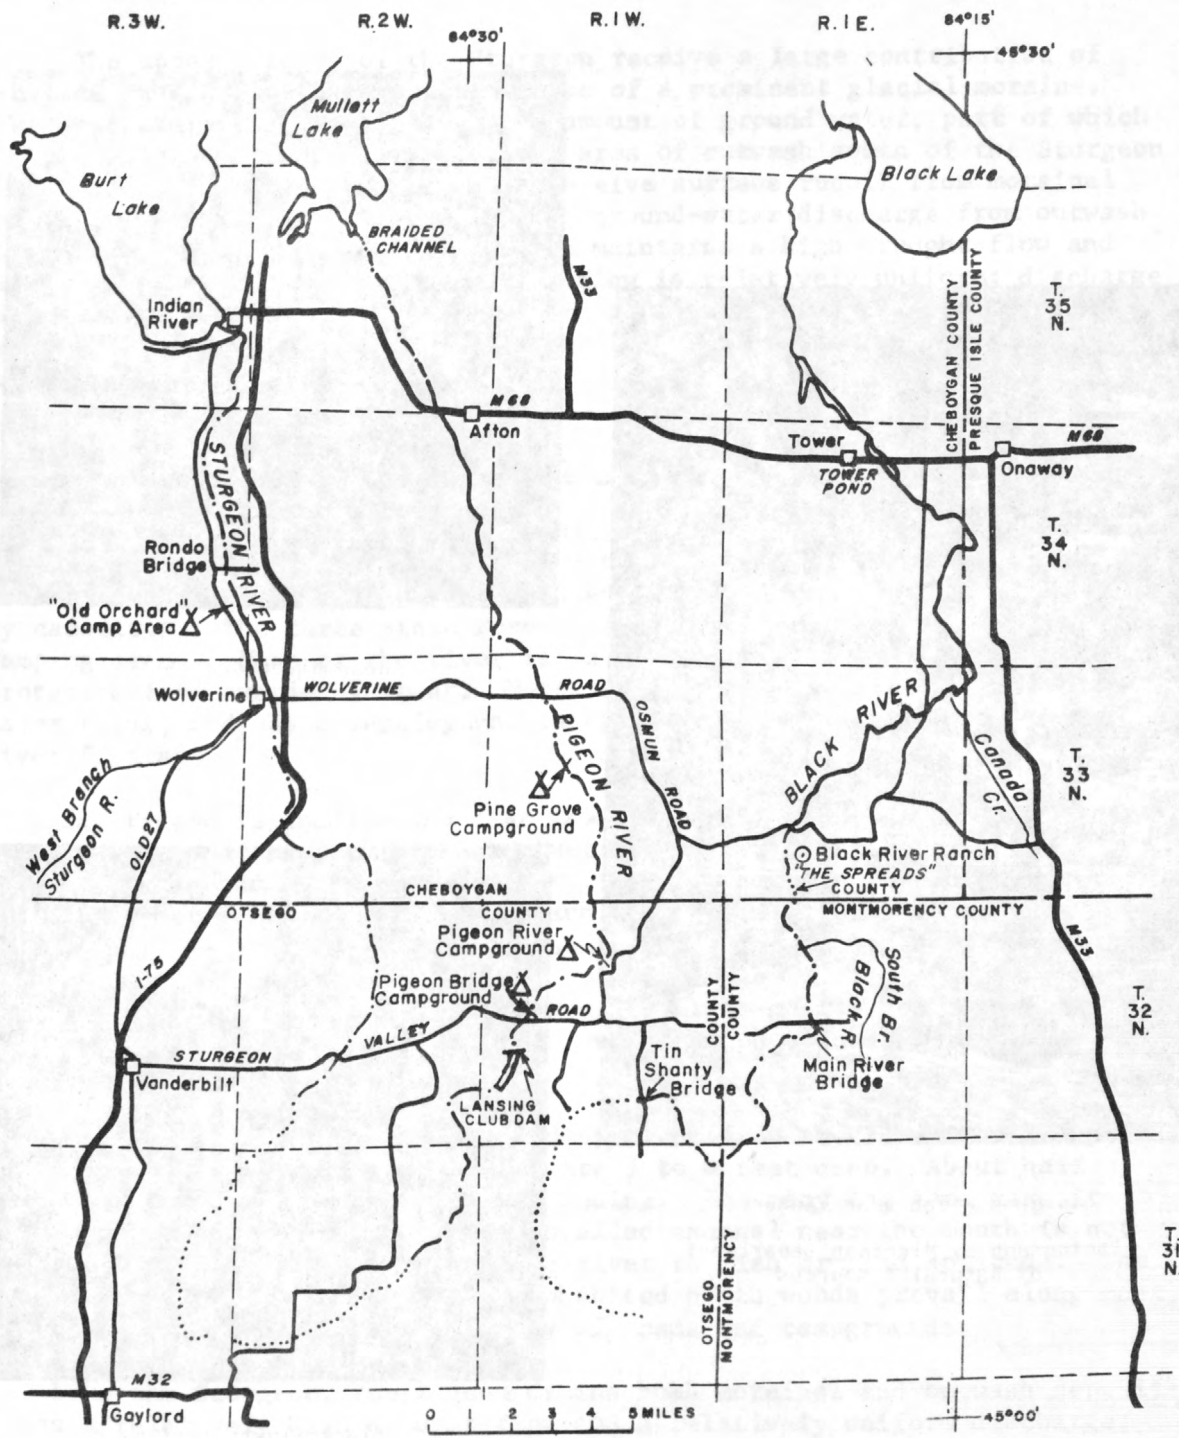 R.3W. R.2W. R.1W. R.1E.
84°30' 84°15'
45°30'
Mullett
Lake
Burt
Lake
Black Lake
BRAIDED
CHANNEL
M33
CHEBOYGAN COUNTY
PRESQUE ISLE COUNTY
T.
35
N.
Indian
River
M68
Afton
Tower
TOWER
POND
M68
Onaway
STURGEON RIVER
T.
34
N.
Rondo
Bridge
"Old Orchard"
Camp Area
Wolverine
WOLVERINE ROAD
OSMUN ROAD
PIGEON RIVER
BLACK RIVER
Canada
Cr.
T.
33
N.
West Branch
Sturgeon R.
OLD27
Pine Grove
Campground
Black River Ranch
"THE SPREADS"
CHEBOYGAN COUNTY
OTSEGO COUNTY MONTMORENCY COUNTY
Pigeon River
Campground
M33
I-75
Pigeon Bridge
Campground
South Br.
Black R.
COUNTY
COUNTY
T.
32
N.
STURGEON VALLEY ROAD
Vanderbilt
Tin
Shanty
Bridge
Main River
Bridge
LANSING
CLUB DAM
OTSEGO
MONTMORENCY
T.
31
N.
M32
Gaylord
0 1 2 3 4 5 MILES
45°00'